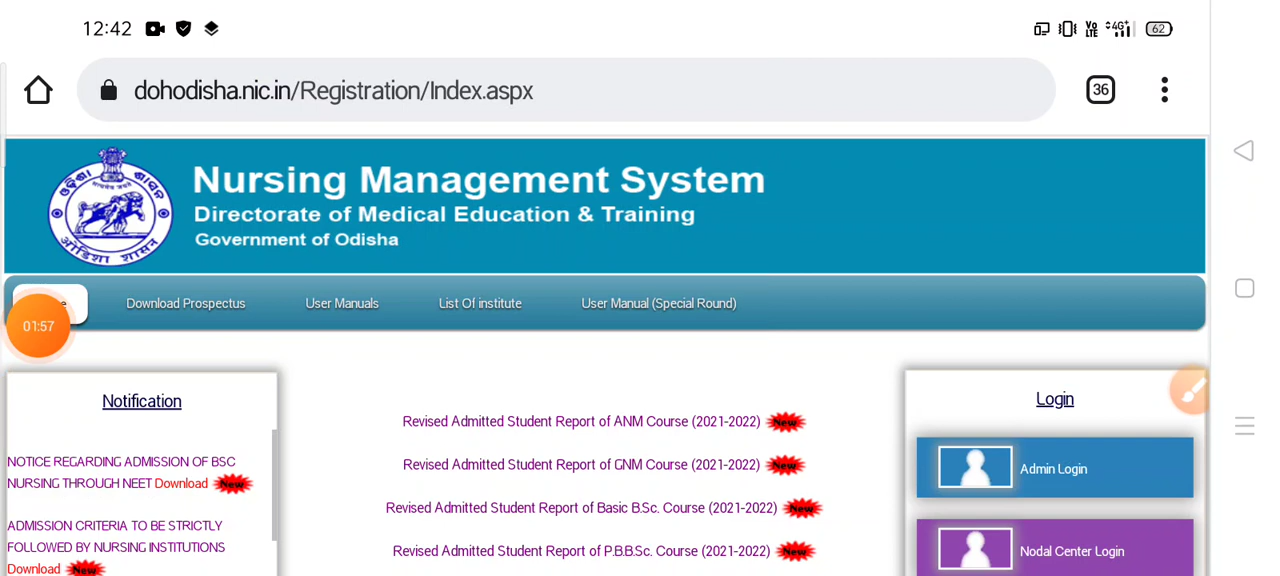 12:42
4G+
62
dohodisha.nic.in/Registration/Index.aspx
36
Nursing Management System
Directorate of Medical Education & Training
Government of Odisha
Download Prospectus
User Manuals
List Of institute
User Manual (Special Round)
01:57
Notification
NOTICE REGARDING ADMISSION OF BSC
NURSING THROUGH NEET Download New
ADMISSION CRITERIA TO BE STRICTLY
FOLLOWED BY NURSING INSTITUTIONS
Download New
Revised Admitted Student Report of ANM Course (2021-2022) New
Revised Admitted Student Report of GNM Course (2021-2022) New
Revised Admitted Student Report of Basic B.Sc. Course (2021-2022) New
Revised Admitted Student Report of P.B.B.Sc. Course (2021-2022) New
Login
Admin Login
Nodal Center Login